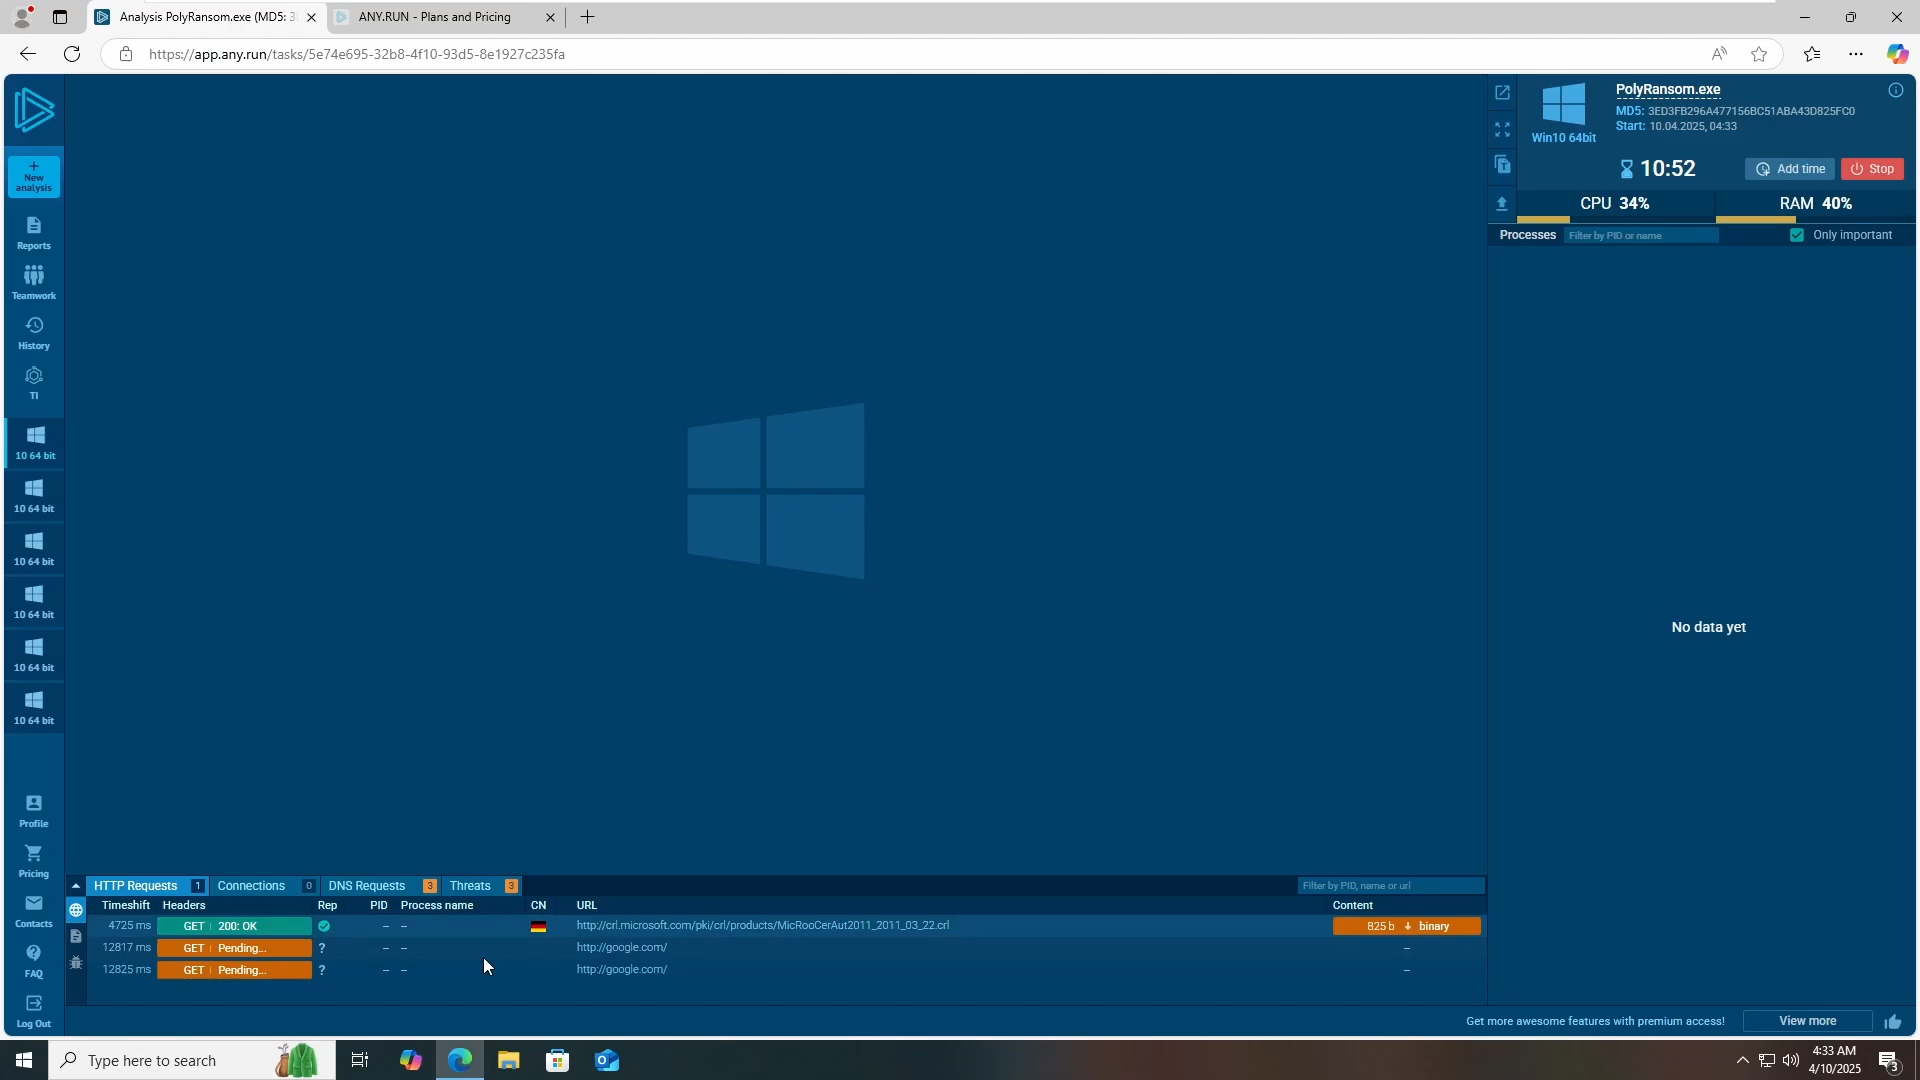 Analysis PolyRansom.exe (MD5: 3
ANY.RUN - Plans and Pricing
https://app.any.run/tasks/5e74e695-32b8-4f10-93d5-8e1927c235fa
New analysis
Reports
Teamwork
History
TI
10 64 bit
10 64 bit
10 64 bit
10 64 bit
10 64 bit
10 64 bit
Profile
Pricing
Contacts
FAQ
Log Out
Win10 64bit
PolyRansom.exe
MD5: 3ED3FB296A477156BC51ABA43D825FC0
Start: 10.04.2025, 04:33
10:52 Add time Stop
CPU 34% RAM 40%
Processes Filter by PID or name Only important
No data yet
HTTP Requests 1 Connections 0 DNS Requests 3 Threats 3 Filter by PID, name or url
Timeshift Headers Rep PID Process name CN URL Content
4725 ms GET 200: OK – – http://crl.microsoft.com/pki/crl/products/MicRooCerAut2011_2011_03_22.crl 825 b binary
12817 ms GET Pending... ? – – http://google.com/ –
12825 ms GET Pending... ? – – http://google.com/ –
Get more awesome features with premium access! View more
Type here to search
4:33 AM
4/10/2025
3